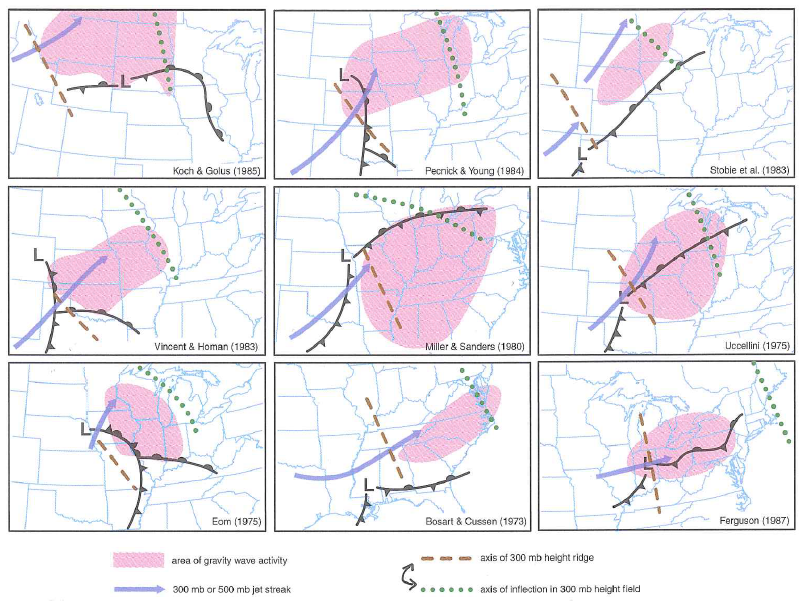 L
Koch & Golus (1985)
L
Pecnick & Young (1984)
L
Stobie et al. (1983)
L
Vincent & Homan (1983)
L
Miller & Sanders (1980)
L
Uccellini (1975)
L
Eom (1975)
L
Bosart & Cussen (1973)
L
Ferguson (1987)
area of gravity wave activity
axis of 300 mb height ridge
300 mb or 500 mb jet streak
axis of inflection in 300 mb height field